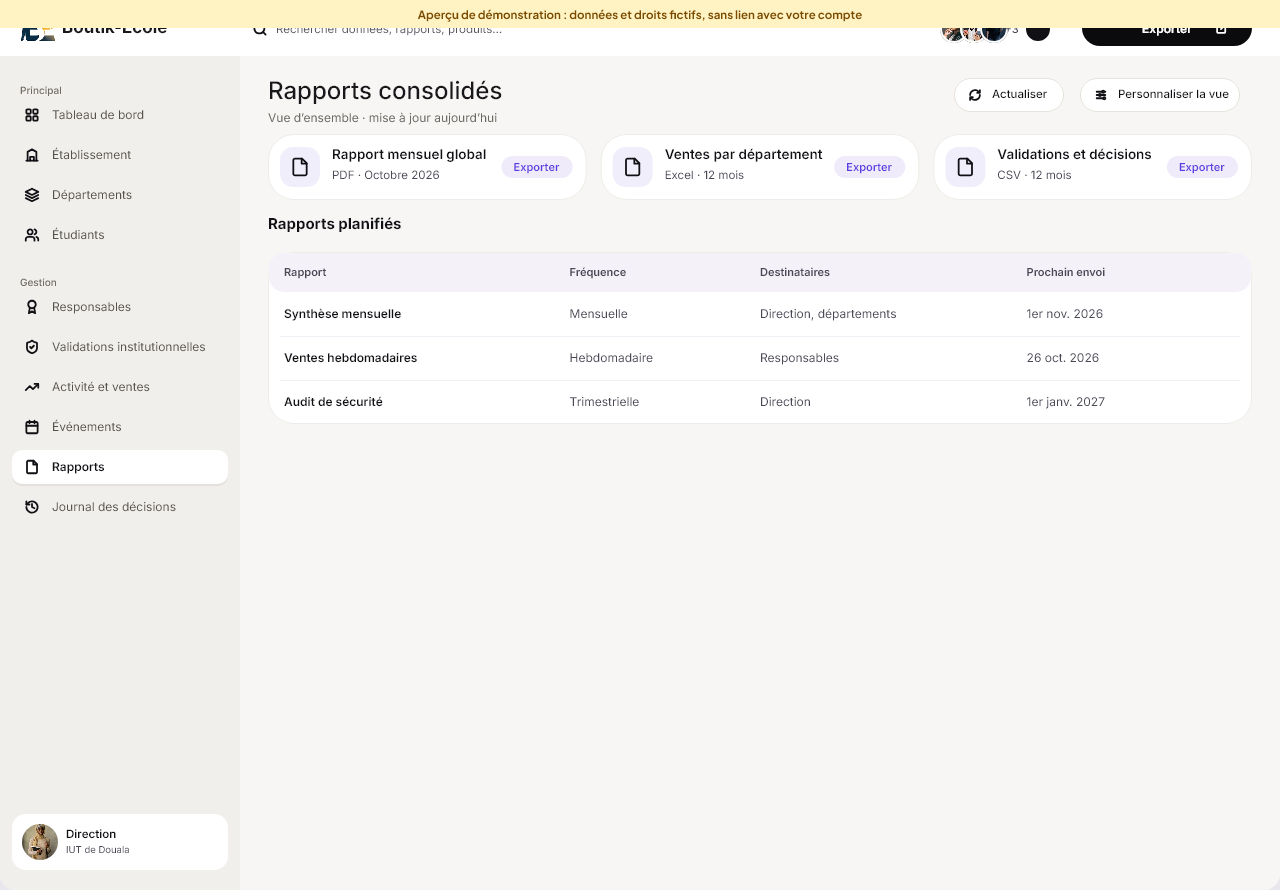 Aperçu de démonstration : données et droits fictifs, sans lien avec votre compte
Boutik-École
Rechercher données, rapports, produits...
+3
Exporter
Principal
Tableau de bord
Établissement
Départements
Étudiants
Gestion
Responsables
Validations institutionnelles
Activité et ventes
Événements
Rapports
Journal des décisions
Direction
IUT de Douala
Rapports consolidés
Vue d’ensemble · mise à jour aujourd’hui
Actualiser
Personnaliser la vue
Rapport mensuel global
PDF · Octobre 2026
Exporter
Ventes par département
Excel · 12 mois
Exporter
Validations et décisions
CSV · 12 mois
Exporter
Rapports planifiés
Rapport Fréquence Destinataires Prochain envoi
Synthèse mensuelle Mensuelle Direction, départements 1er nov. 2026
Ventes hebdomadaires Hebdomadaire Responsables 26 oct. 2026
Audit de sécurité Trimestrielle Direction 1er janv. 2027